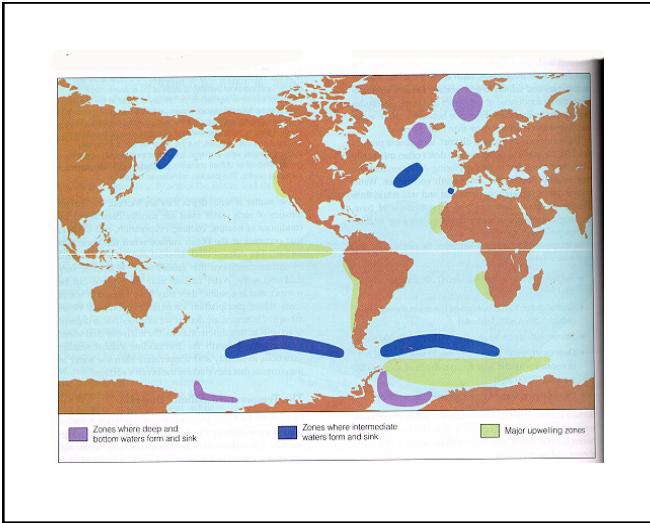 Zones where deep and
bottom waters form and sink
Zones where intermediate
waters form and sink
Major upwelling zones